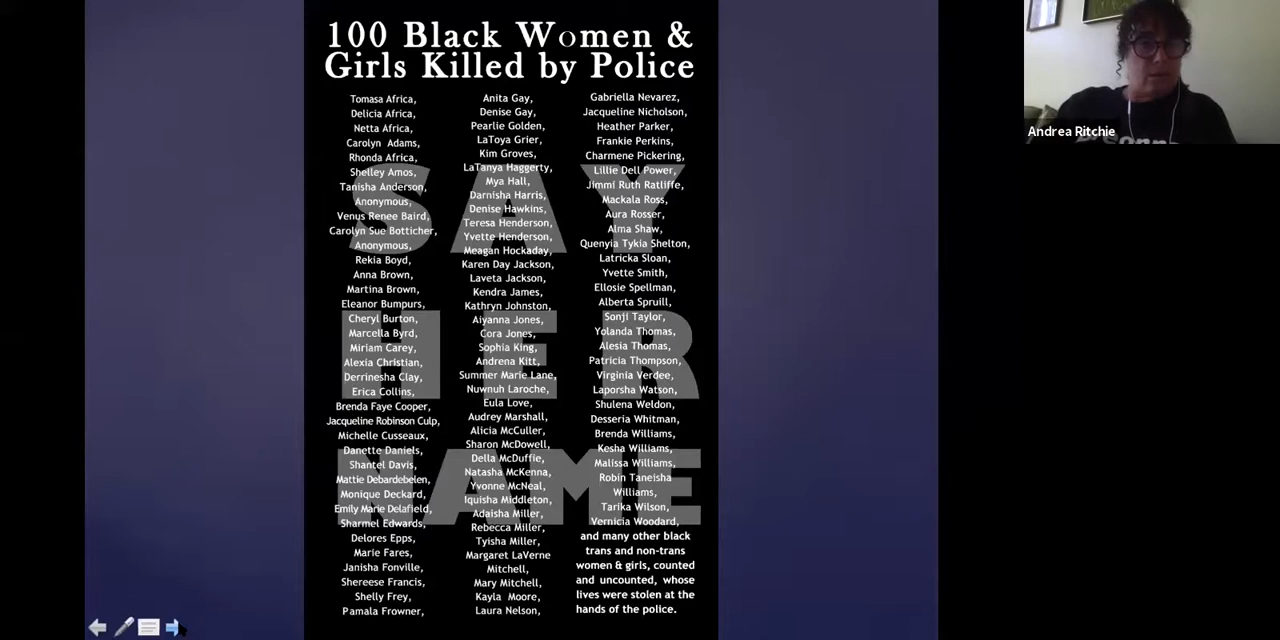 100 Black Women &
Girls Killed by Police
Tomasa Africa,
Delicia Africa,
Netta Africa,
Carolyn Adams,
Rhonda Africa,
Shelley Amos,
Tanisha Anderson,
Anonymous,
Venus Renee Baird,
Carolyn Sue Botticher,
Anonymous,
Rekia Boyd,
Anna Brown,
Martina Brown,
Eleanor Bumpurs,
Cheryl Burton,
Marcella Byrd,
Miriam Carey,
Alexia Christian,
Derrinesha Clay,
Erica Collins,
Brenda Faye Cooper,
Jacqueline Robinson Culp,
Michelle Cusseaux,
Danette Daniels,
Shantel Davis,
Mattie Debardebelen,
Monique Deckard,
Emily Marie Delafield,
Sharmel Edwards,
Delores Epps,
Marie Fares,
Janisha Fonville,
Shereese Francis,
Shelly Frey,
Pamala Frowner,
Anita Gay,
Denise Gay,
Pearlie Golden,
LaToya Grier,
Kim Groves,
LaTanya Haggerty,
Mya Hall,
Darnisha Harris,
Denise Hawkins,
Teresa Henderson,
Yvette Henderson,
Meagan Hockaday,
Karen Day Jackson,
Laveta Jackson,
Kendra James,
Kathryn Johnston,
Aiyanna Jones,
Cora Jones,
Sophia King,
Andrena Kitt,
Summer Marie Lane,
Nuwnuh Laroche,
Eula Love,
Audrey Marshall,
Alicia McCuller,
Sharon McDowell,
Della McDuffie,
Natasha McKenna,
Yvonne McNeal,
Iquisha Middleton,
Adaisha Miller,
Rebecca Miller,
Tyisha Miller,
Margaret LaVerne
Mitchell,
Mary Mitchell,
Kayla Moore,
Laura Nelson,
Gabriella Nevarez,
Jacqueline Nicholson,
Heather Parker,
Frankie Perkins,
Charmene Pickering,
Lillie Dell Power,
Jimmi Ruth Ratliffe,
Mackala Ross,
Aura Rosser,
Alma Shaw,
Quenyia Tykia Shelton,
Latricka Sloan,
Yvette Smith,
Ellosie Spellman,
Alberta Spruill,
Sonji Taylor,
Yolanda Thomas,
Alesia Thomas,
Patricia Thompson,
Virginia Verdee,
Laporsha Watson,
Shulena Weldon,
Desseria Whitman,
Brenda Williams,
Kesha Williams,
Malissa Williams,
Robin Taneisha
Williams,
Tarika Wilson,
Vernicia Woodard,
and many other black
trans and non-trans
women & girls, counted
and uncounted, whose
lives were stolen at the
hands of the police.
SAY
HER
NAME
Andrea Ritchie